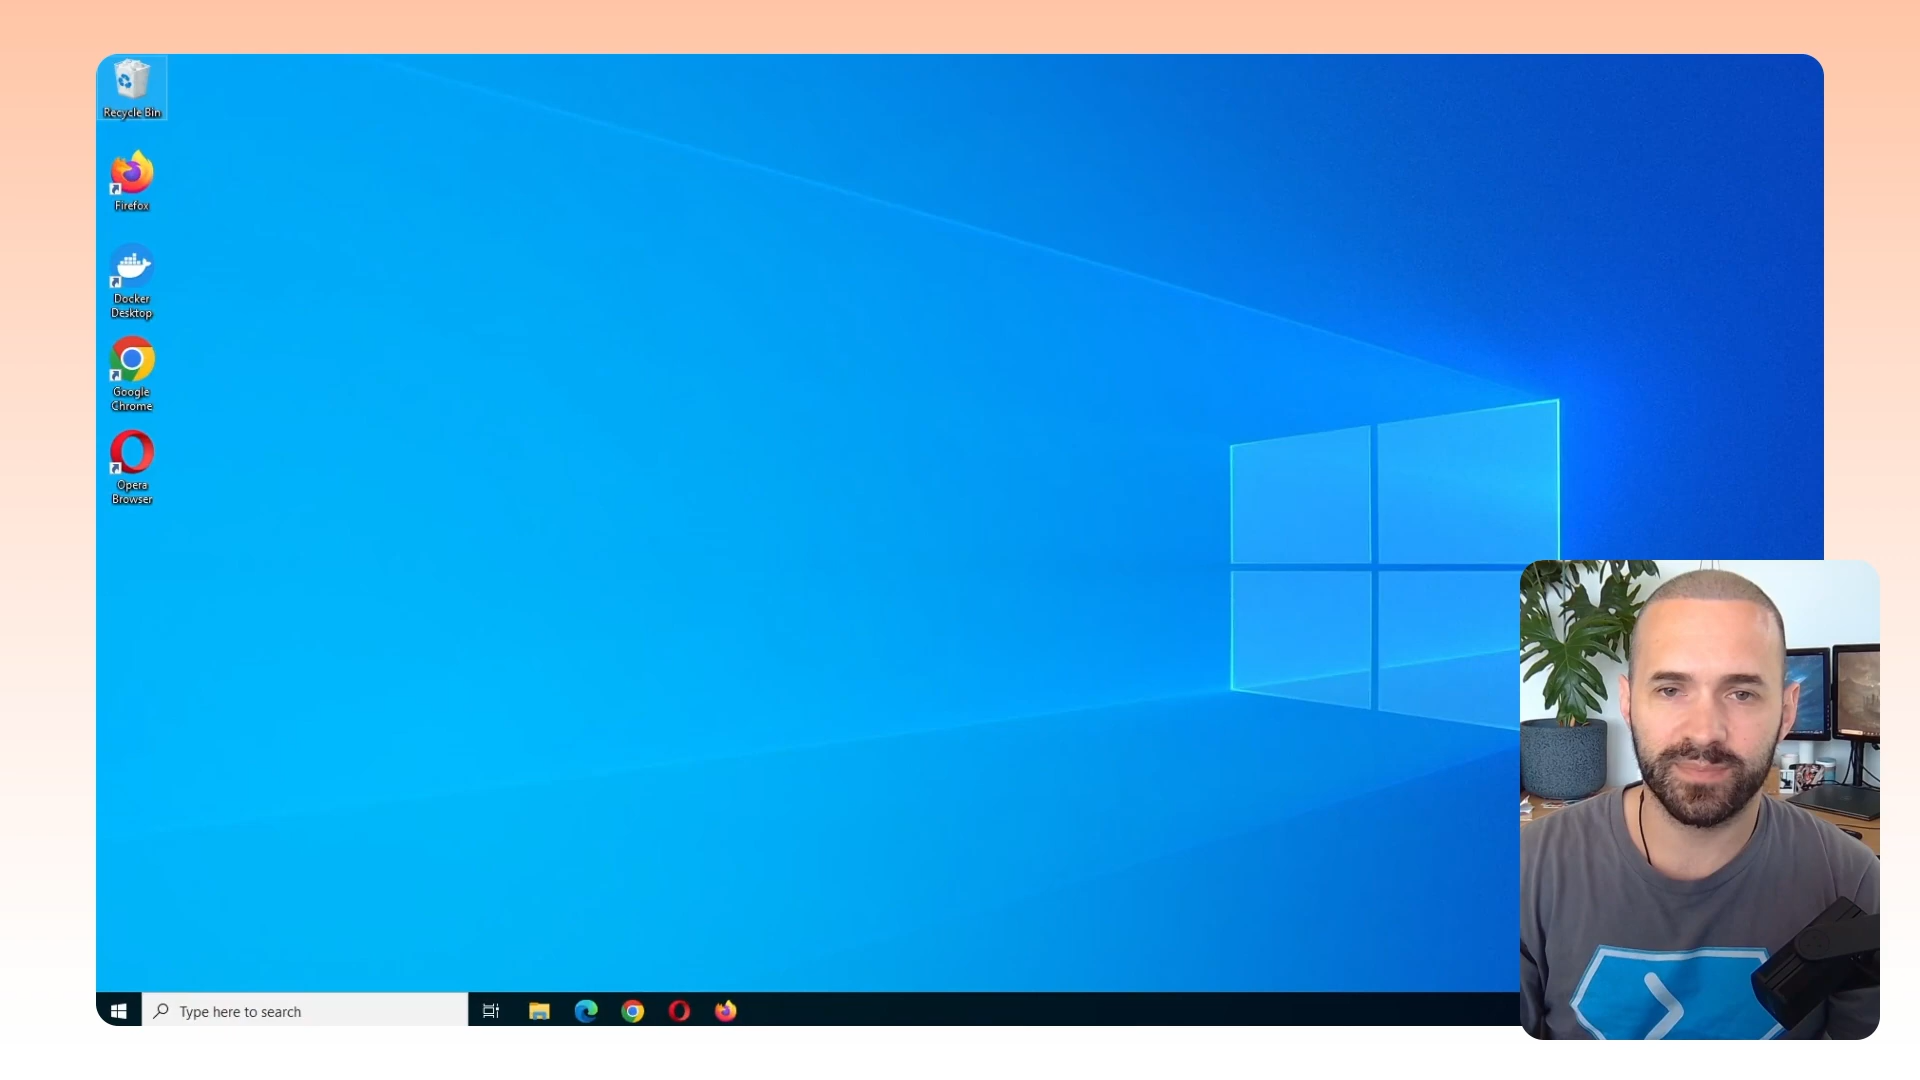 Recycle Bin
Firefox
Docker
Desktop
Google
Chrome
Opera
Browser
Type here to search